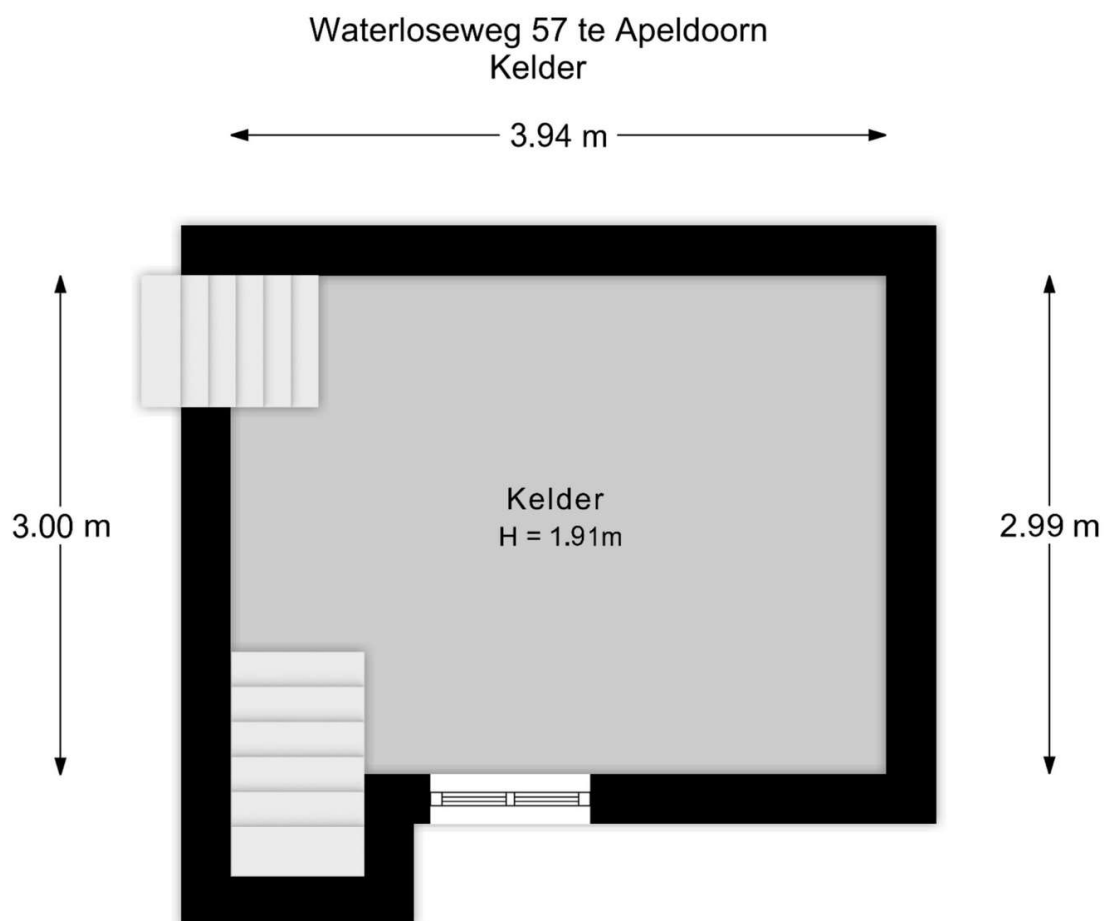 Waterloseweg 57 te Apeldoorn
Kelder
3.94 m
Kelder
H = 1.91m
3.00 m
2.99 m